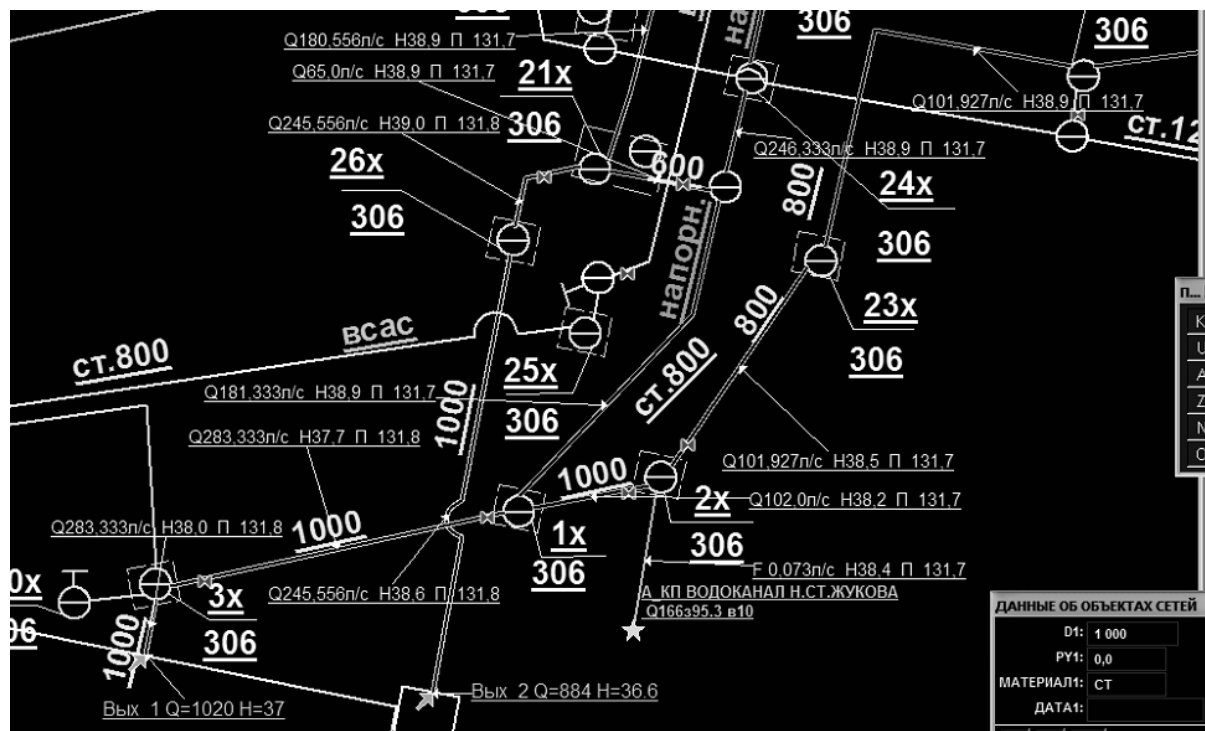 306
306
Q180,556л/с Н38,9 П 131,7
Q65,0л/с Н38,9 П 131,7
21х
Q101,927л/с Н38,9 П 131,7
Q245,556л/с Н39,0 П 131,8
306
ст.12
Q246,333л/с Н38,9 П 131,7
26х
600
800
24х
306
напорн.
306
800
23х
ВСАС
ст.800
306
25х
ст.800
Q181,333л/с Н38,9 П 131,7
1000
306
Q283,333л/с Н37,7 П 131,8
Q101,927л/с Н38,5 П 131,7
1000
2х
Q102,0л/с Н38,2 П 131,7
Q283,333л/с Н38,0 П 131,8
1000
1х
306
306
F 0,073л/с Н38,4 П 131,7
0х
3х
Q245,556л/с Н38,6 П 131,8
А_КП ВОДОКАНАЛ Н.СТ.ЖУКОВА
Q166з95.3 в10
306
1000
Вых 1 Q=1020 Н=37
Вых 2 Q=884 Н=36.6
П...
ДАННЫЕ ОБ ОБЪЕКТАХ СЕТЕЙ
D1: 1 000
PY1: 0,0
МАТЕРИАЛ1: СТ
ДАТА1: